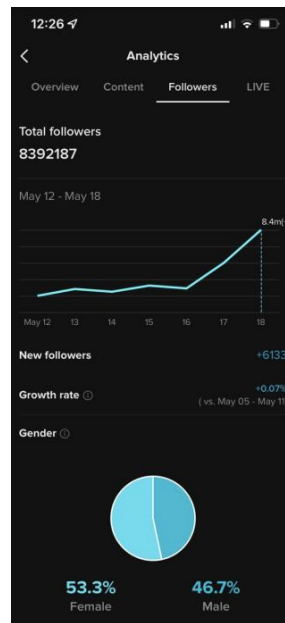 12:26
Analytics
Overview Content Followers LIVE
Total followers
8392187
May 12 - May 18
8.4m(
May 12 13 14 15 16 17 18
New followers +6133
Growth rate +0.07%
( vs. May 05 - May 11
Gender
53.3% 46.7%
Female Male